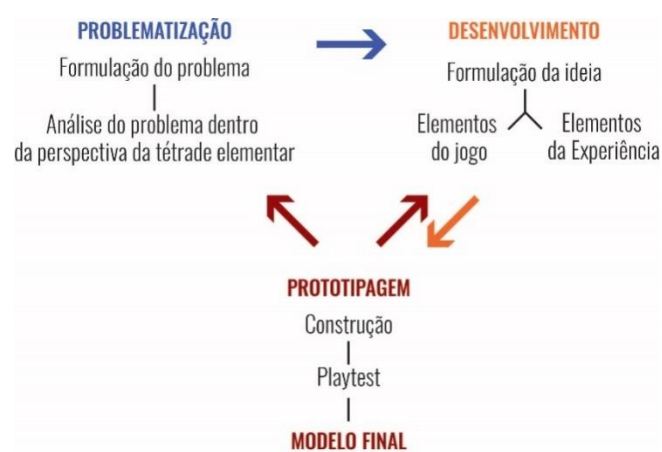 PROBLEMATIZAÇÃO
Formulação do problema
Análise do problema dentro
da perspectiva da tétrade elementar
DESENVOLVIMENTO
Formulação da ideia
Elementos
do jogo
Elementos
da Experiência
PROTOTIPAGEM
Construção
Playtest
MODELO FINAL